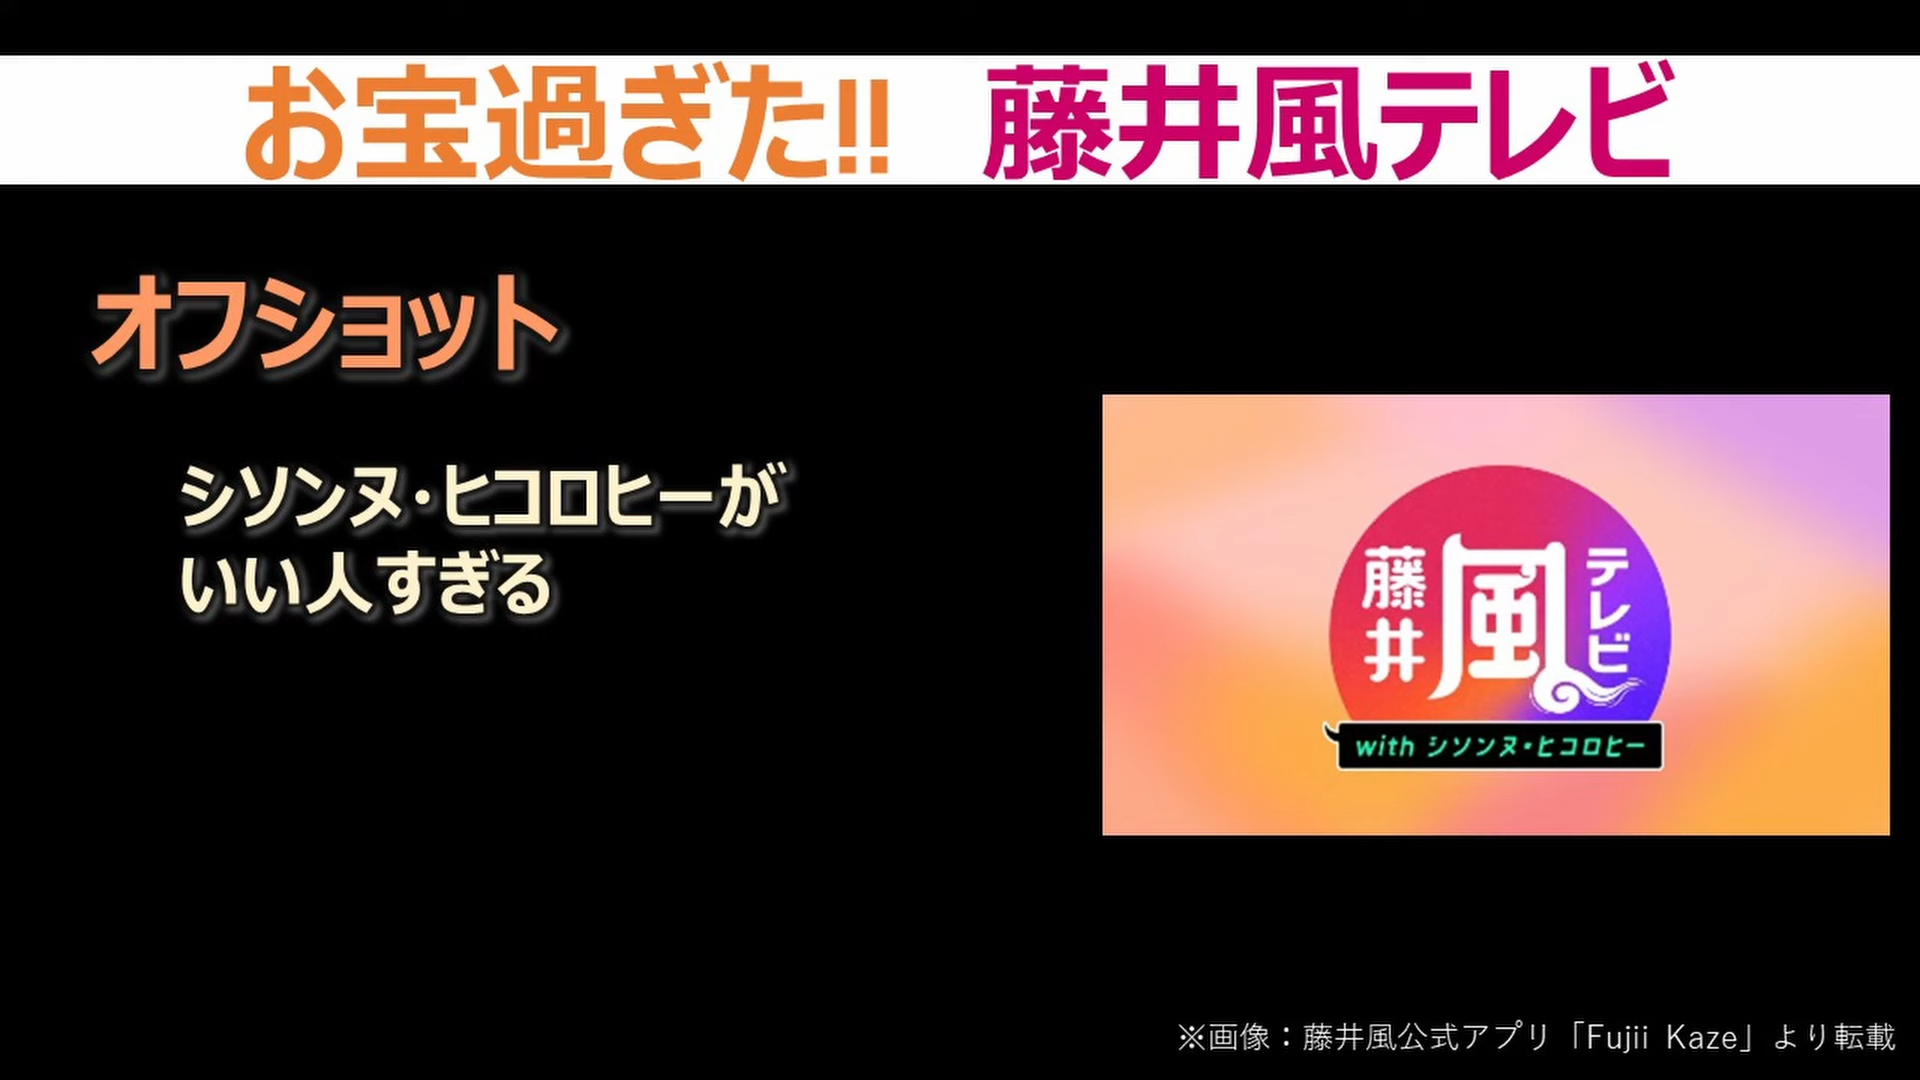 お宝過ぎた!! 藤井風テレビ
オフショット
シソンヌ・ヒコロヒーが
いい人すぎる
藤井風テレビ
with シソンヌ・ヒコロヒー
※画像：藤井風公式アプリ「Fujii Kaze」より転載